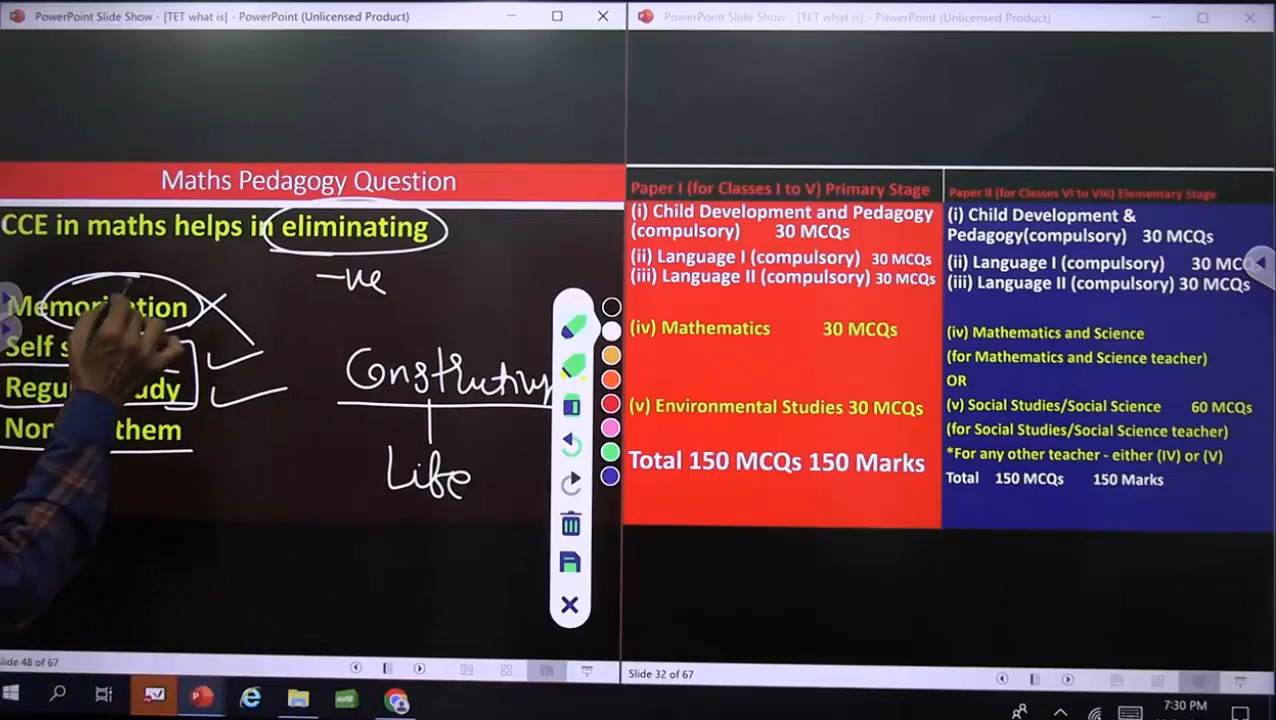 PowerPoint Slide Show - [TET what is] - PowerPoint (Unlicensed Product)
Maths Pedagogy Question
CCE in maths helps in eliminating
-ve
Self
Life
Slide 48 of 67
PowerPoint Slide Show - [TET what is] - PowerPoint (Unlicensed Product)
Paper I (for Classes I to V) Primary Stage
(i) Child Development and Pedagogy
(compulsory) 30 MCQs
(ii) Language I (compulsory) 30 MCQs
(iii) Language II (compulsory) 30 MCQs
(iv) Mathematics 30 MCQs
(v) Environmental Studies 30 MCQs
Total 150 MCQs 150 Marks
Paper II (for Classes VI to VIII) Elementary Stage
(i) Child Development &
Pedagogy(compulsory) 30 MCQs
(ii) Language I (compulsory) 30 MCQ
(iii) Language II (compulsory) 30 MCQs
(iv) Mathematics and Science
(for Mathematics and Science teacher)
OR
(v) Social Studies/Social Science 60 MCQs
(for Social Studies/Social Science teacher)
*For any other teacher - either (IV) or (V)
Total 150 MCQs 150 Marks
Slide 32 of 67
7:30 PM